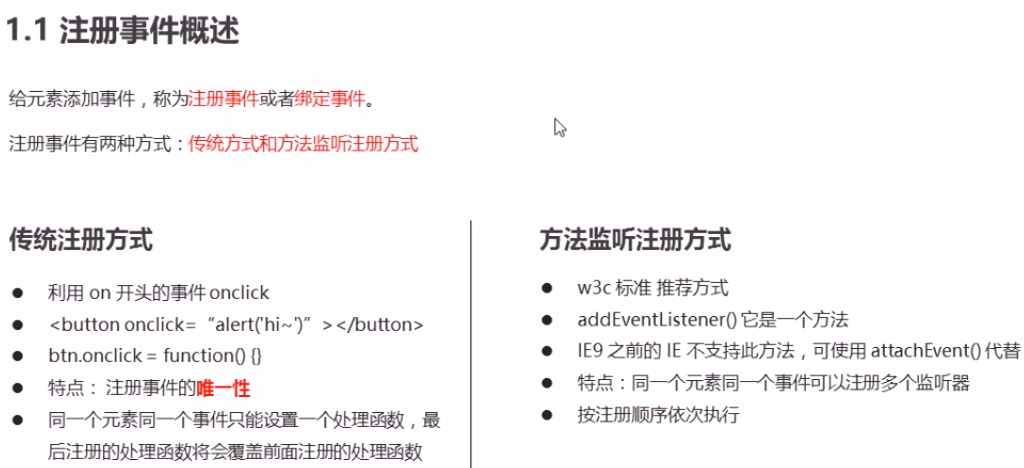 1.1 注册事件概述
给元素添加事件，称为注册事件或者绑定事件。
注册事件有两种方式：传统方式和方法监听注册方式
传统注册方式
● 利用 on 开头的事件 onclick
● <button onclick= “alert('hi~')” ></button>
● btn.onclick = function() {}
● 特点： 注册事件的唯一性
● 同一个元素同一个事件只能设置一个处理函数，最
后注册的处理函数将会覆盖前面注册的处理函数
方法监听注册方式
● w3c 标准 推荐方式
● addEventListener() 它是一个方法
● IE9 之前的 IE 不支持此方法，可使用 attachEvent() 代替
● 特点：同一个元素同一个事件可以注册多个监听器
● 按注册顺序依次执行